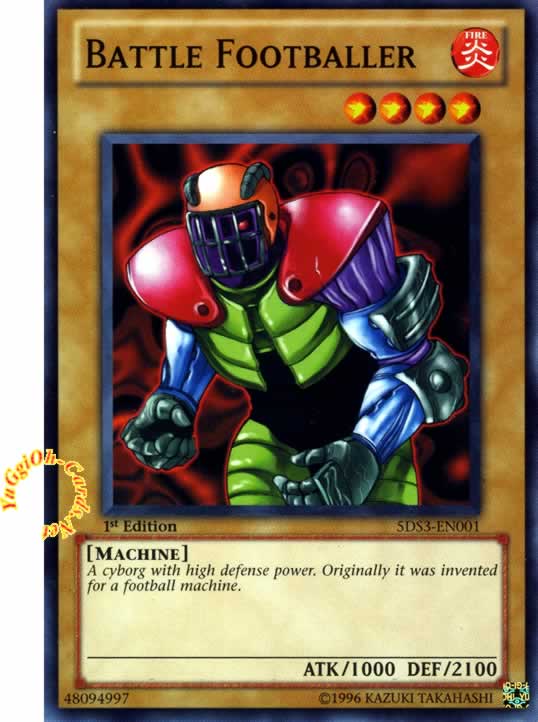 BATTLE FOOTBALLER
FIRE
炎
YuGgiOh-Cards.Net
1st Edition
5DS3-EN001
[MACHINE]
A cyborg with high defense power. Originally it was invented
for a football machine.
ATK/1000 DEF/2100
48094997
©1996 KAZUKI TAKAHASHI